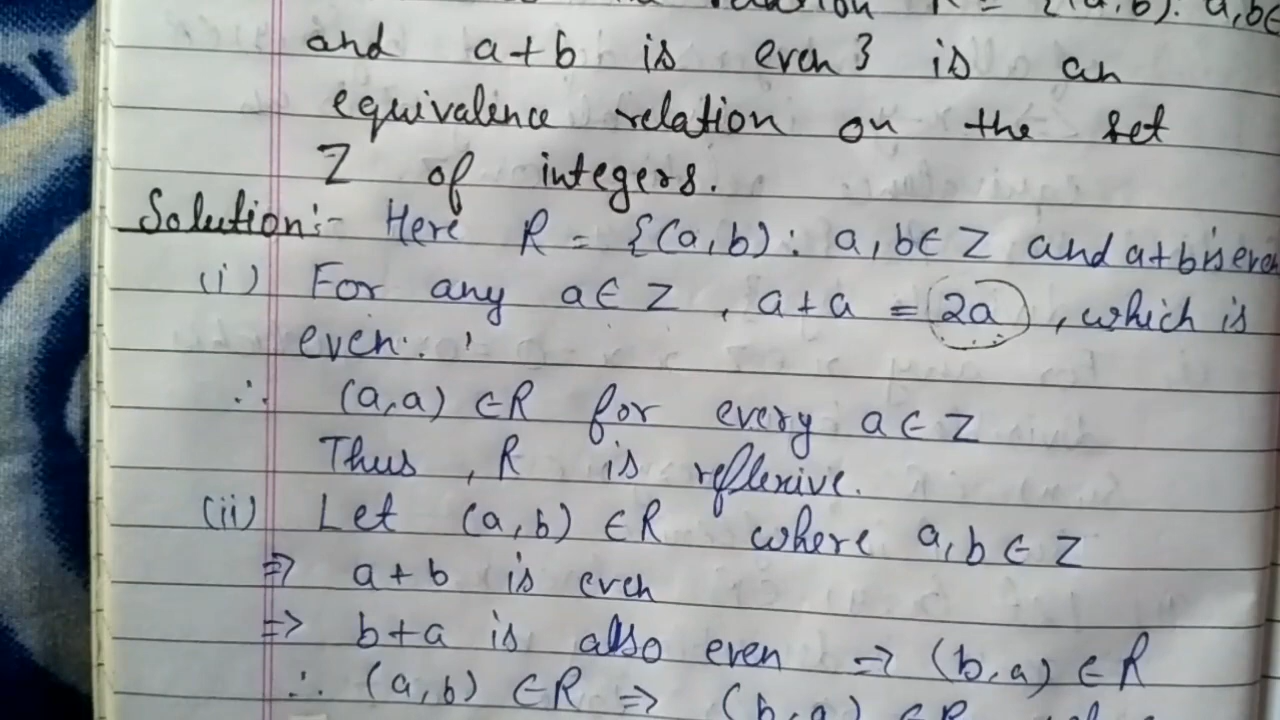 R = {(a,b): a,b∈
and a+b is even} is an
equivalence relation on the set
Z of integers.
Solution:- Here R = {(a,b): a,b∈Z and a+b is even
(i) For any a∈Z, a+a = 2a, which is
even.
∴ (a,a) ∈R for every a∈Z
Thus, R is reflexive.
(ii) Let (a,b) ∈R where a,b∈Z
⇒ a+b is even
⇒ b+a is also even ⇒ (b,a) ∈R
∴ (a,b) ∈R ⇒ (b,a) ∈R